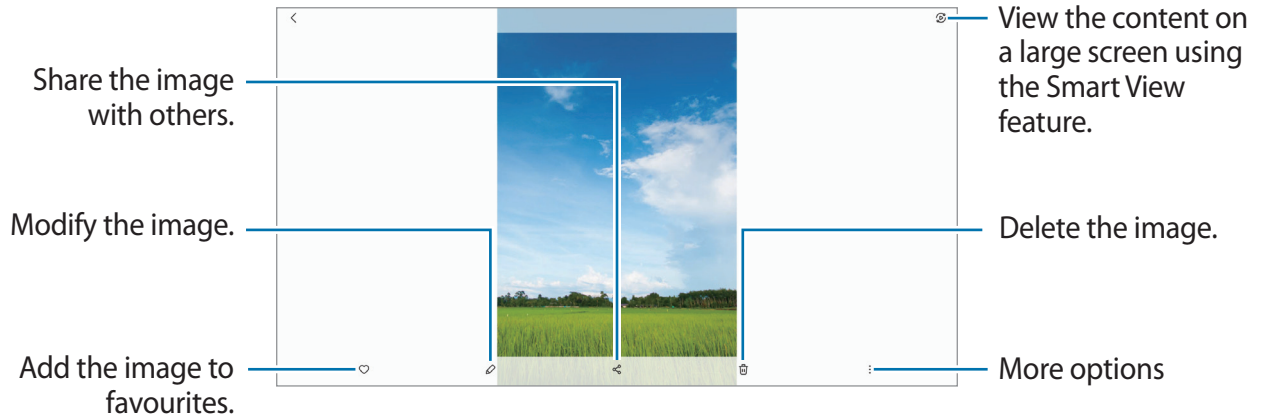 View the content on
a large screen using
the Smart View
feature.
Share the image
with others.
Modify the image.
Delete the image.
Add the image to
favourites.
More options